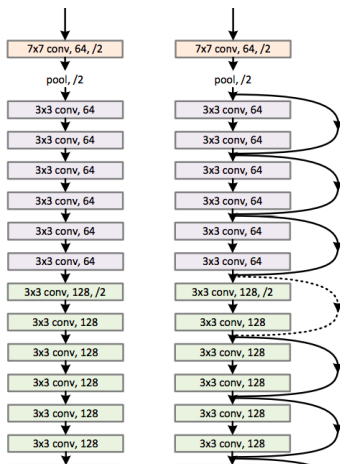 7x7 conv, 64, /2
pool, /2
3x3 conv, 64
3x3 conv, 64
3x3 conv, 64
3x3 conv, 64
3x3 conv, 64
3x3 conv, 64
3x3 conv, 128, /2
3x3 conv, 128
3x3 conv, 128
3x3 conv, 128
3x3 conv, 128
3x3 conv, 128
7x7 conv, 64, /2
pool, /2
3x3 conv, 64
3x3 conv, 64
3x3 conv, 64
3x3 conv, 64
3x3 conv, 64
3x3 conv, 64
3x3 conv, 128, /2
3x3 conv, 128
3x3 conv, 128
3x3 conv, 128
3x3 conv, 128
3x3 conv, 128